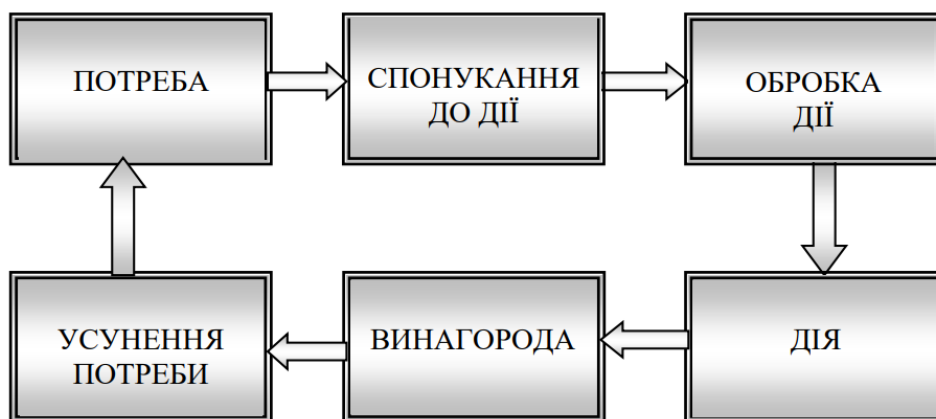 ПОТРЕБА
СПОНУКАННЯ
ДО ДІЇ
ОБРОБКА
ДІЇ
УСУНЕННЯ
ПОТРЕБИ
ВИНАГОРОДА
ДІЯ